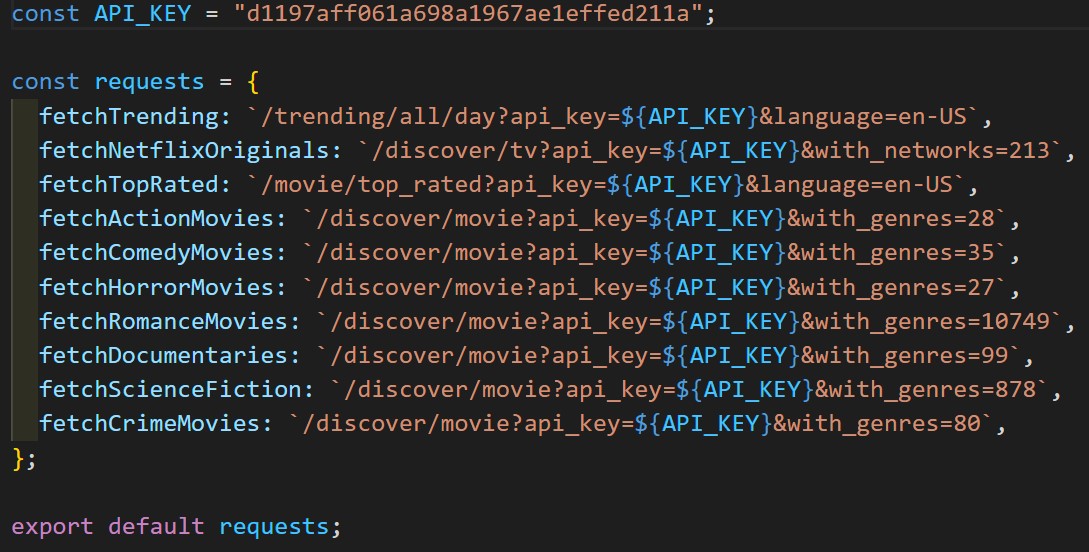 const API_KEY = "d1197aff061a698a1967ae1effed211a";
const requests = {
fetchTrending: `/trending/all/day?api_key=${API_KEY}&language=en-US`,
fetchNetflixOriginals: `/discover/tv?api_key=${API_KEY}&with_networks=213`,
fetchTopRated: `/movie/top_rated?api_key=${API_KEY}&language=en-US`,
fetchActionMovies: `/discover/movie?api_key=${API_KEY}&with_genres=28`,
fetchComedyMovies: `/discover/movie?api_key=${API_KEY}&with_genres=35`,
fetchHorrorMovies: `/discover/movie?api_key=${API_KEY}&with_genres=27`,
fetchRomanceMovies: `/discover/movie?api_key=${API_KEY}&with_genres=10749`,
fetchDocumentaries: `/discover/movie?api_key=${API_KEY}&with_genres=99`,
fetchScienceFiction: `/discover/movie?api_key=${API_KEY}&with_genres=878`,
fetchCrimeMovies: `/discover/movie?api_key=${API_KEY}&with_genres=80`,
};
export default requests;